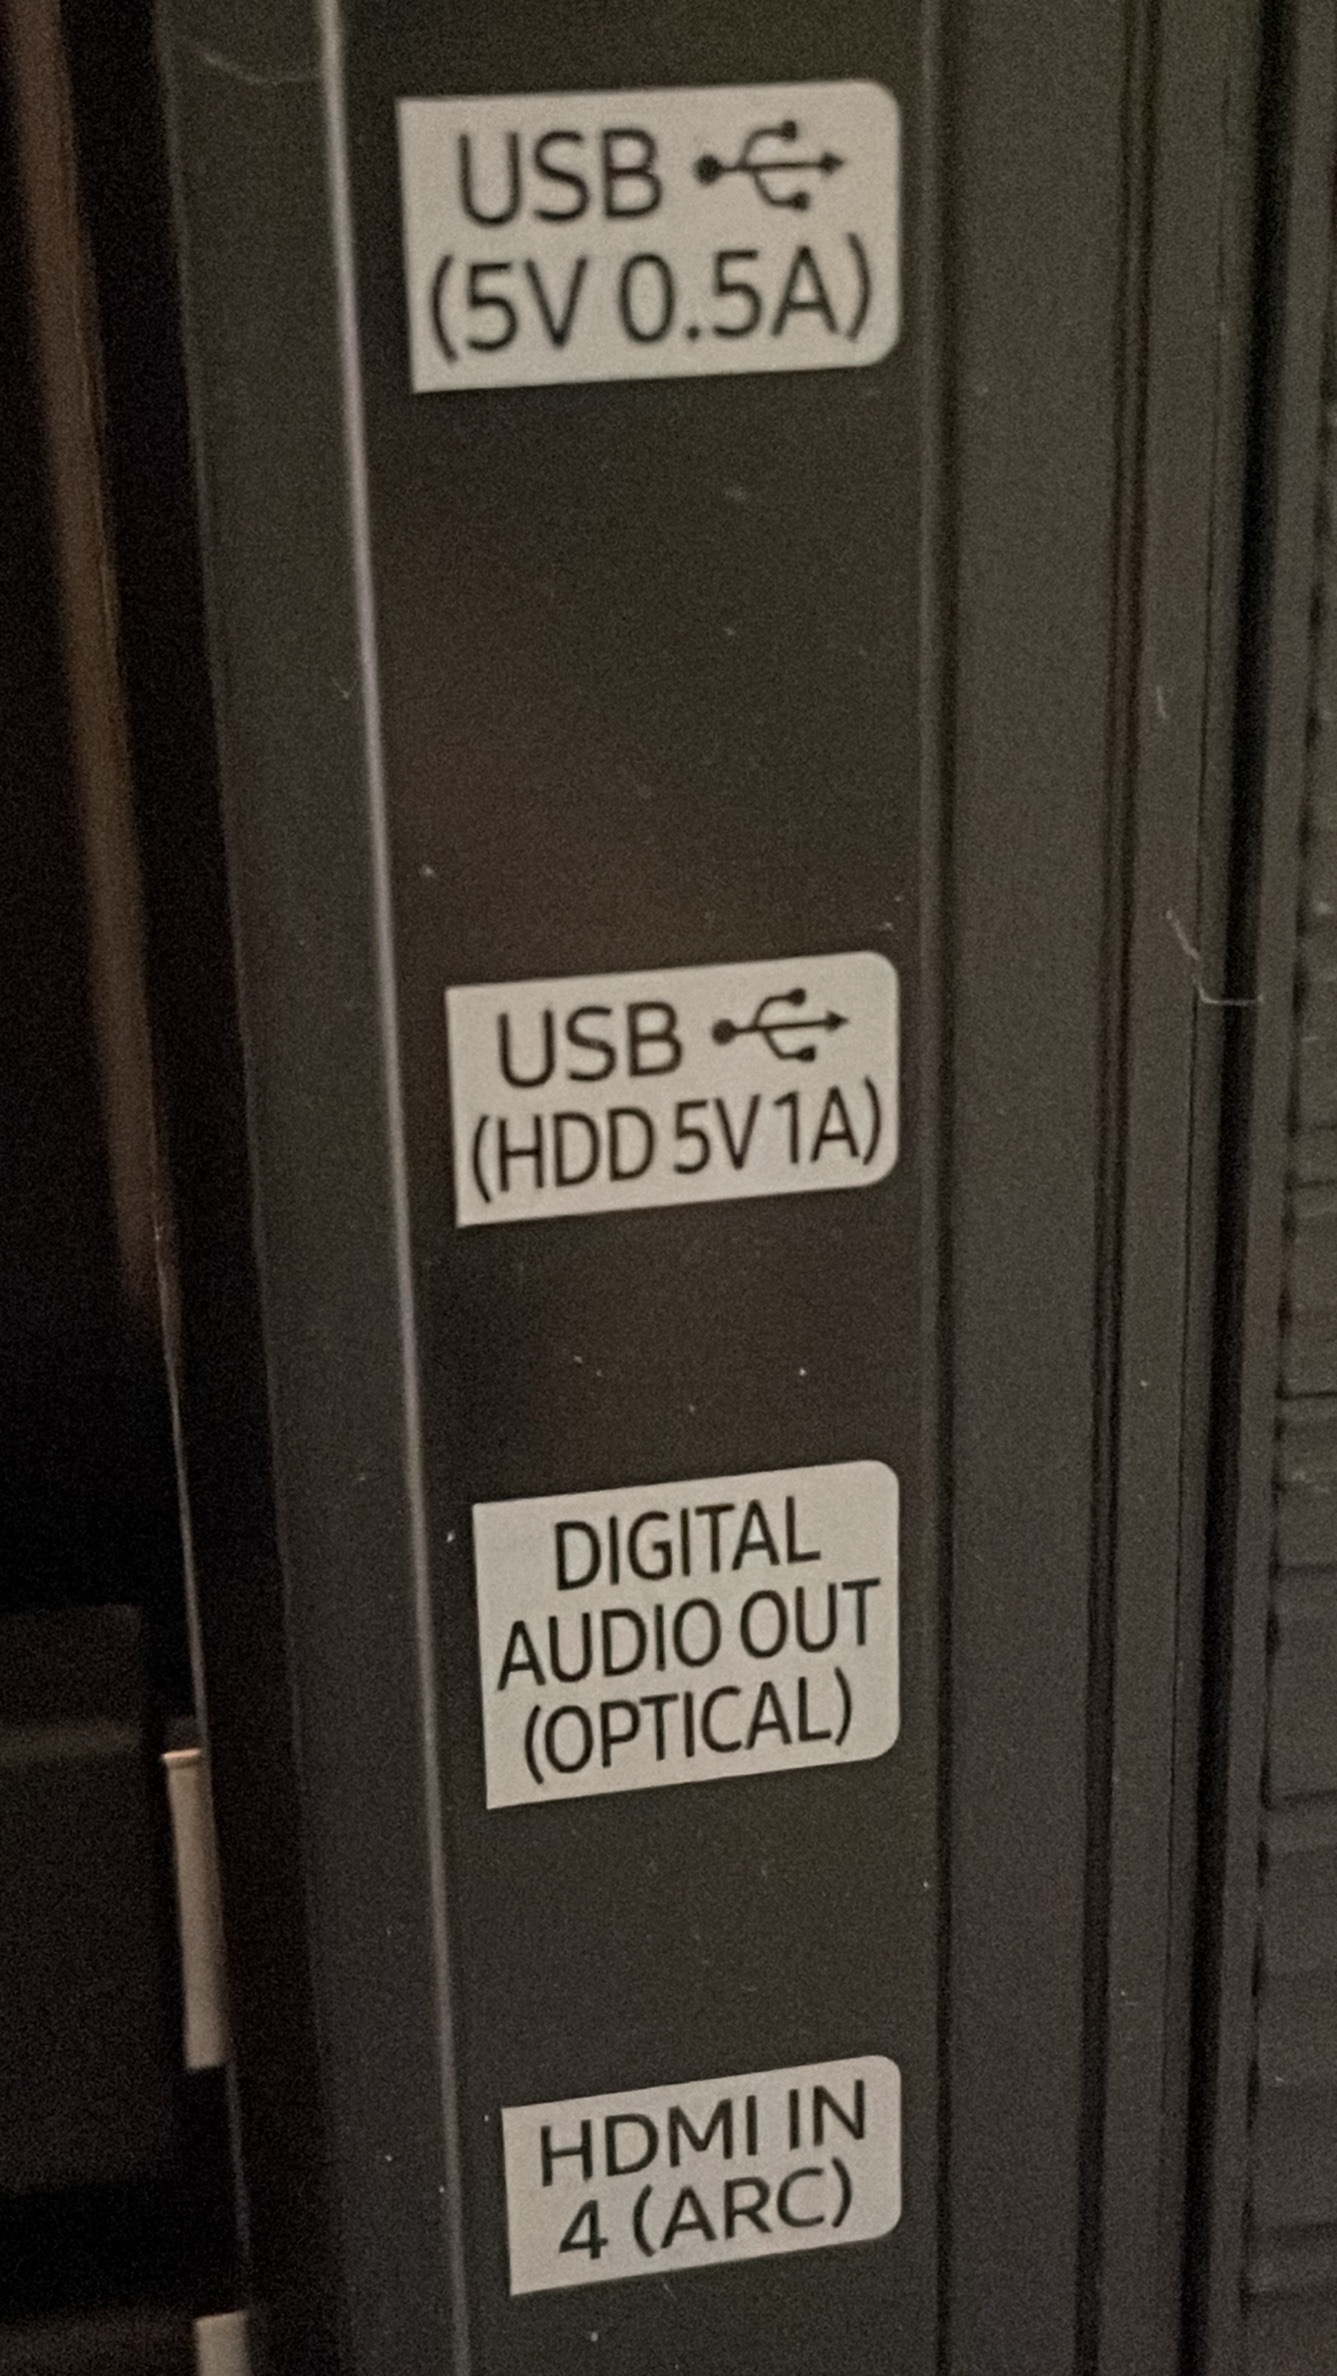 USB
(5V 0.5A)
USB
(HDD 5V 1A)
DIGITAL
AUDIO OUT
(OPTICAL)
HDMI IN
4 (ARC)